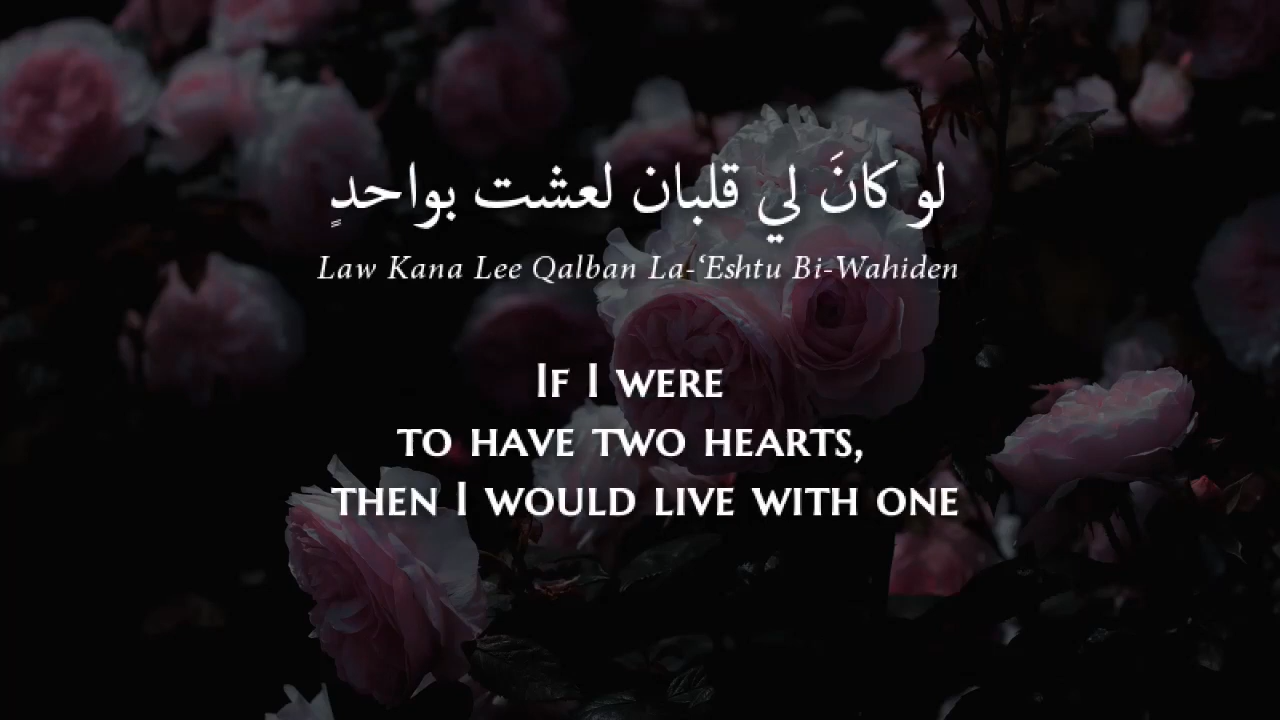 لو كانَ لي قلبان لعشت بواحدٍ
Law Kana Lee Qalban La-‘Eshtu Bi-Wahiden
IF I WERE
TO HAVE TWO HEARTS,
THEN I WOULD LIVE WITH ONE